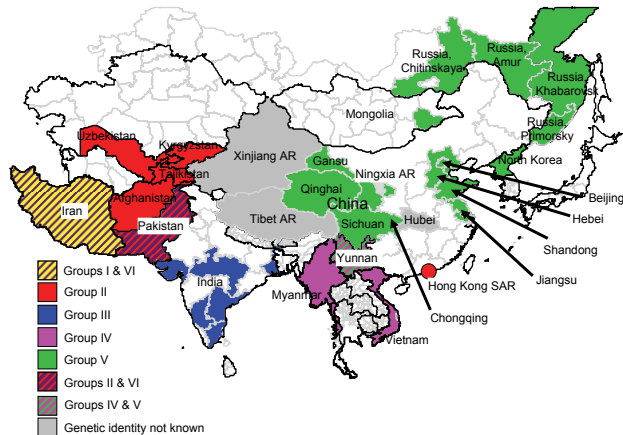 Russia,
Chitinskaya
Russia,
Amur
Russia,
Khabarovsk
Mongolia
Russia,
Primorsky
Uzbekistan
Kyrgyzstan
Xinjiang AR
Gansu
Ningxia AR
North Korea
Tajikistan
Beijing
Afghanistan
Qinghai
China
Iran
Hebei
Pakistan
Tibet AR
Sichuan
Hubei
Shandong
Yunnan
Jiangsu
India
Hong Kong SAR
Myanmar
Chongqing
Vietnam
Groups I & VI
Group II
Group III
Group IV
Group V
Groups II & VI
Groups IV & V
Genetic identity not known